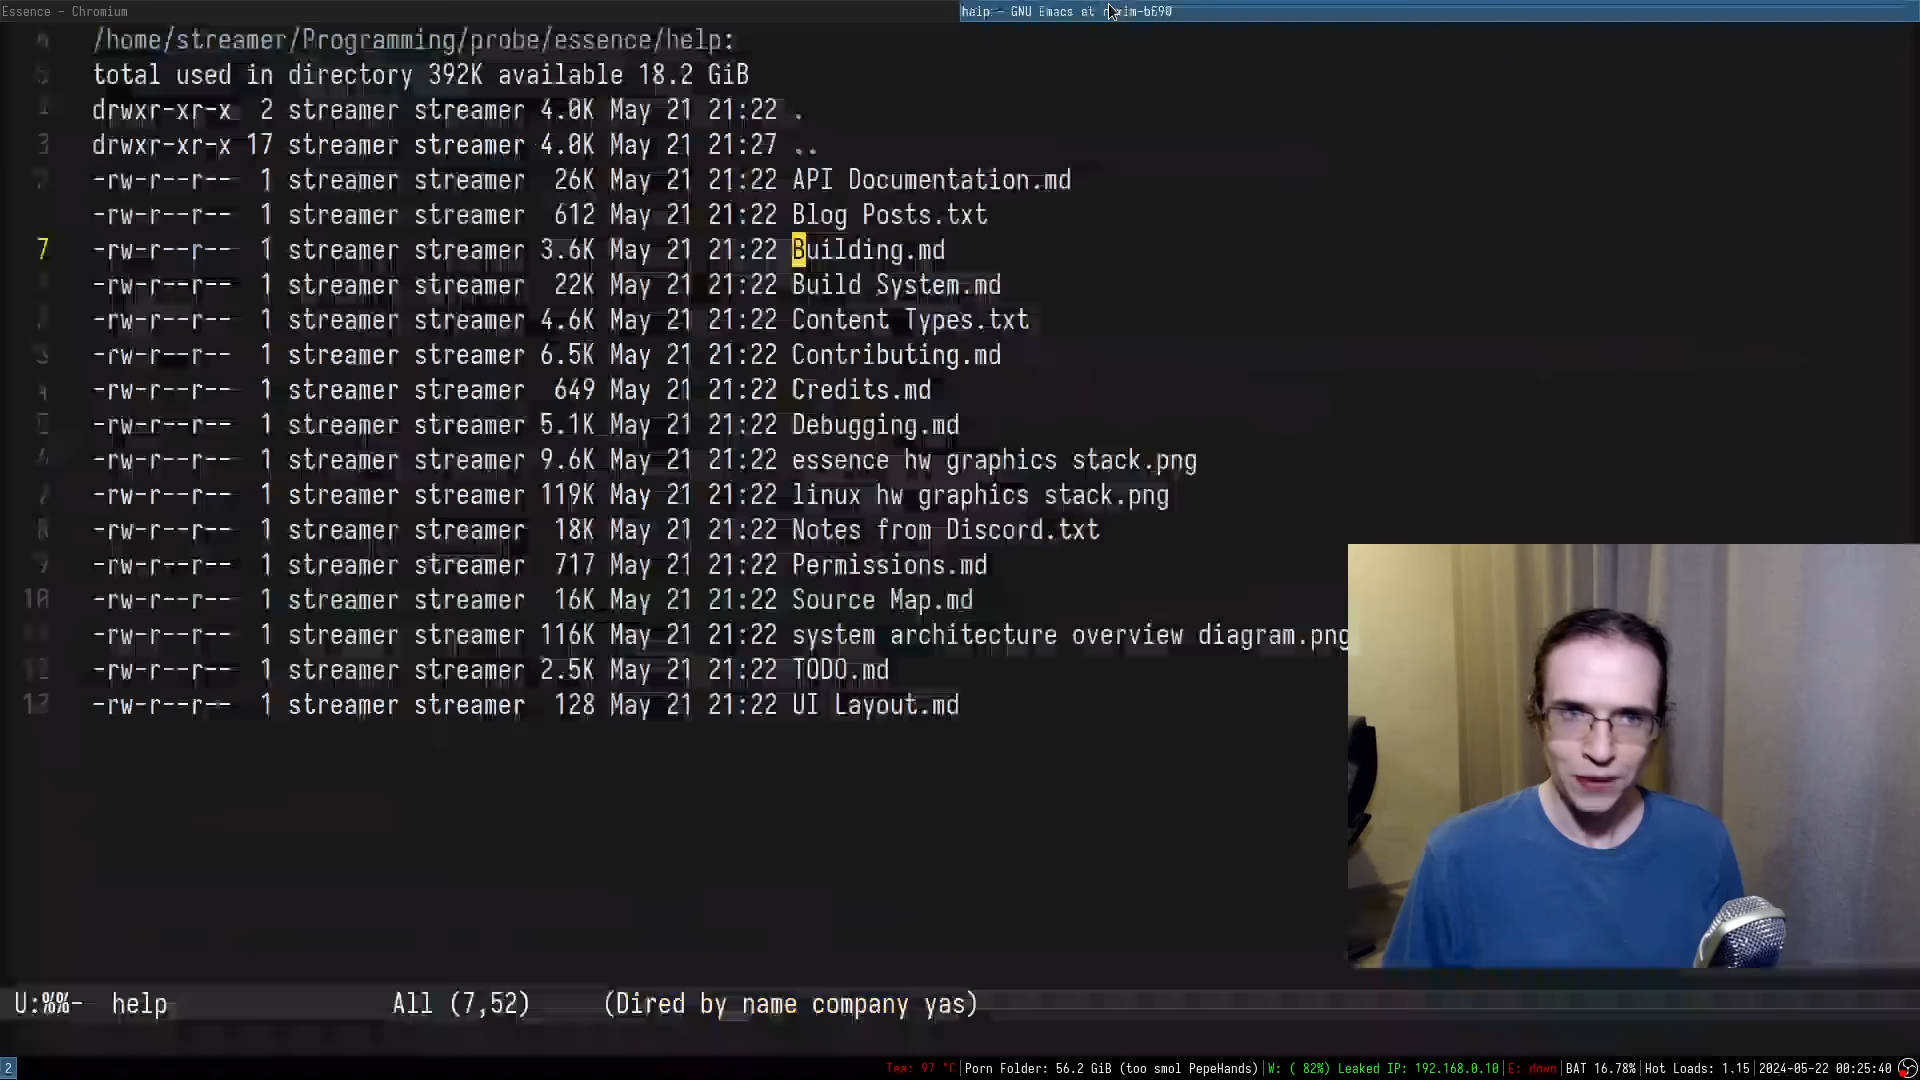 Essence - Chromium
help - GNU Emacs at
/home/streamer/Programming/probe/essence/help:
total used in directory 392K available 18.2 GiB
drwxr-xr-x 2 streamer streamer 4.0K May 21 21:22 .
drwxr-xr-x 17 streamer streamer 4.0K May 21 21:27 ..
-rw-r--r-- 1 streamer streamer 26K May 21 21:22 API Documentation.md
-rw-r--r-- 1 streamer streamer 612 May 21 21:22 Blog Posts.txt
7 -rw-r--r-- 1 streamer streamer 3.6K May 21 21:22 Building.md
-rw-r--r-- 1 streamer streamer 22K May 21 21:22 Build System.md
-rw-r--r-- 1 streamer streamer 4.6K May 21 21:22 Content Types.txt
-rw-r--r-- 1 streamer streamer 6.5K May 21 21:22 Contributing.md
-rw-r--r-- 1 streamer streamer 649 May 21 21:22 Credits.md
-rw-r--r-- 1 streamer streamer 5.1K May 21 21:22 Debugging.md
-rw-r--r-- 1 streamer streamer 9.6K May 21 21:22 essence hw graphics stack.png
-rw-r--r-- 1 streamer streamer 119K May 21 21:22 linux hw graphics stack.png
-rw-r--r-- 1 streamer streamer 18K May 21 21:22 Notes from Discord.txt
-rw-r--r-- 1 streamer streamer 717 May 21 21:22 Permissions.md
10 -rw-r--r-- 1 streamer streamer 16K May 21 21:22 Source Map.md
-rw-r--r-- 1 streamer streamer 116K May 21 21:22 system architecture overview diagram.png
-rw-r--r-- 1 streamer streamer 2.5K May 21 21:22 TODO.md
-rw-r--r-- 1 streamer streamer 128 May 21 21:22 UI Layout.md
U:%%- help All (7,52) (Dired by name company yas)
2 Tea: 97 °C|Porn Folder: 56.2 GiB (too smol PepeHands)|W: ( 82%) Leaked IP: 192.168.0.10|E: down|BAT 16.78%|Hot Loads: 1.15|2024-05-22 00:25:40